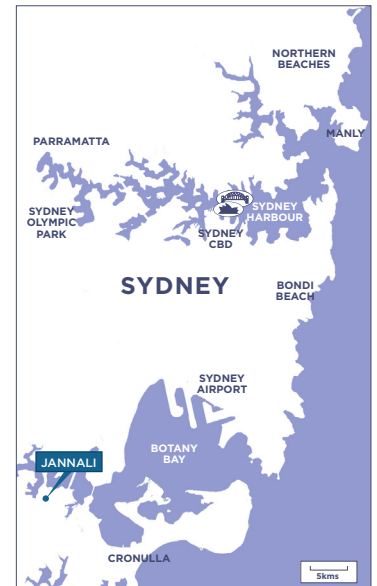 NORTHERN
BEACHES
MANLY
PARRAMATTA
SYDNEY
OLYMPIC
PARK
SYDNEY
HARBOUR
SYDNEY
CBD
SYDNEY
BONDI
BEACH
SYDNEY
AIRPORT
BOTANY
BAY
JANNALI
CRONULLA
5kms